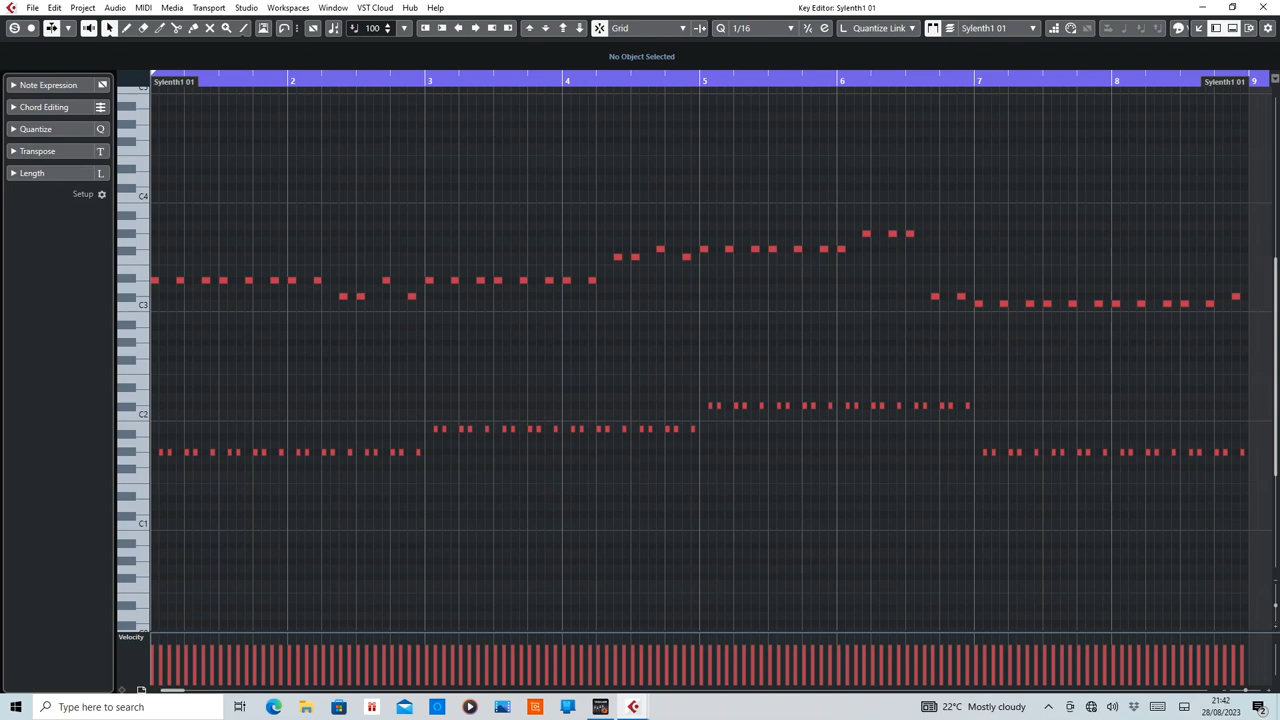 File Edit Project Audio MIDI Media Transport Studio Workspaces Window VST Cloud Hub Help
Key Editor: Sylenth1 01
S 100 Grid Q 1/16 L Quantize Link Sylenth1 01
No Object Selected
Sylenth1 01 2 3 4 5 6 7 8 Sylenth1 01 9
Note Expression
Chord Editing
Quantize Q
Transpose T
Length L
Setup
C4
C3
C2
C1
Velocity
Type here to search
22°C Mostly cloudy
21:42
28/08/2023
2